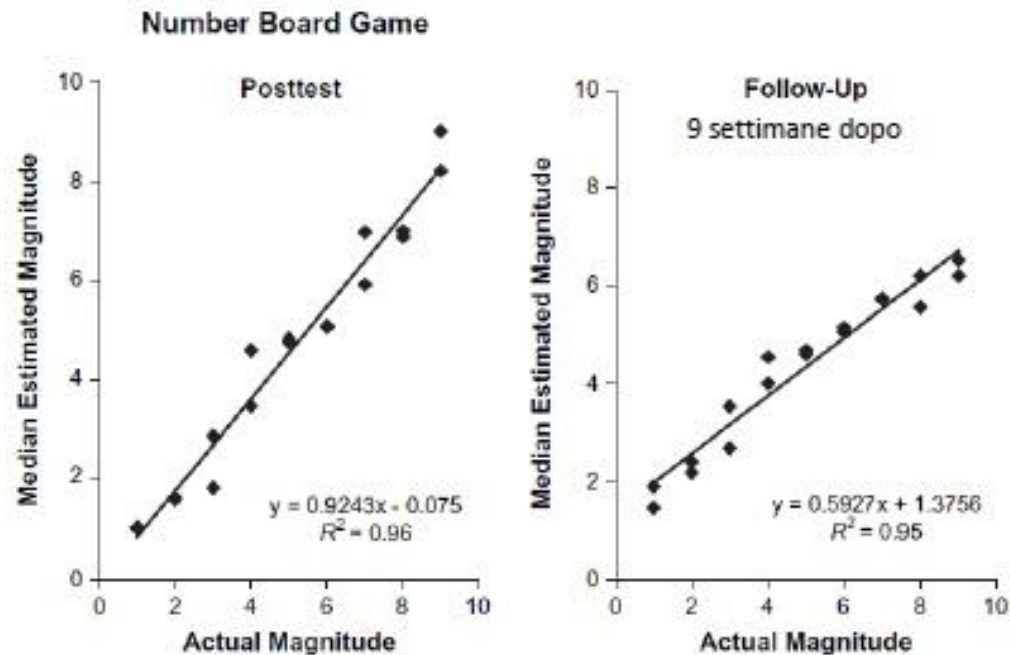 Number Board Game
Posttest
Median Estimated Magnitude
10
8
6
4
2
0
y = 0.9243x - 0.075
R² = 0.96
0 2 4 6 8 10
Actual Magnitude
Follow-Up
9 settimane dopo
Median Estimated Magnitude
10
8
6
4
2
0
y = 0.5927x + 1.3756
R² = 0.95
0 2 4 6 8 10
Actual Magnitude